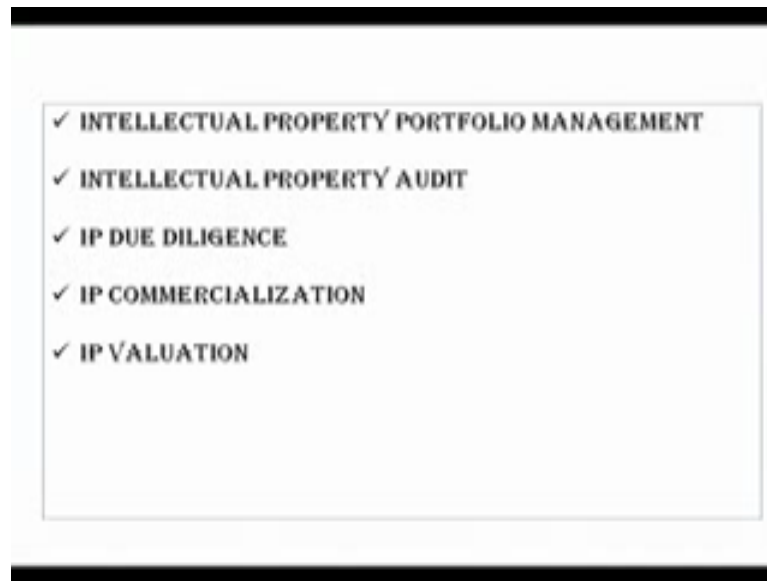 ✓ INTELLECTUAL PROPERTY PORTFOLIO MANAGEMENT
✓ INTELLECTUAL PROPERTY AUDIT
✓ IP DUE DILIGENCE
✓ IP COMMERCIALIZATION
✓ IP VALUATION